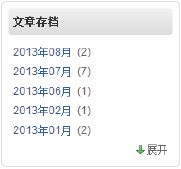 文章存档
2013年08月 (2)
2013年07月 (7)
2013年06月 (1)
2013年02月 (1)
2013年01月 (2)
展开